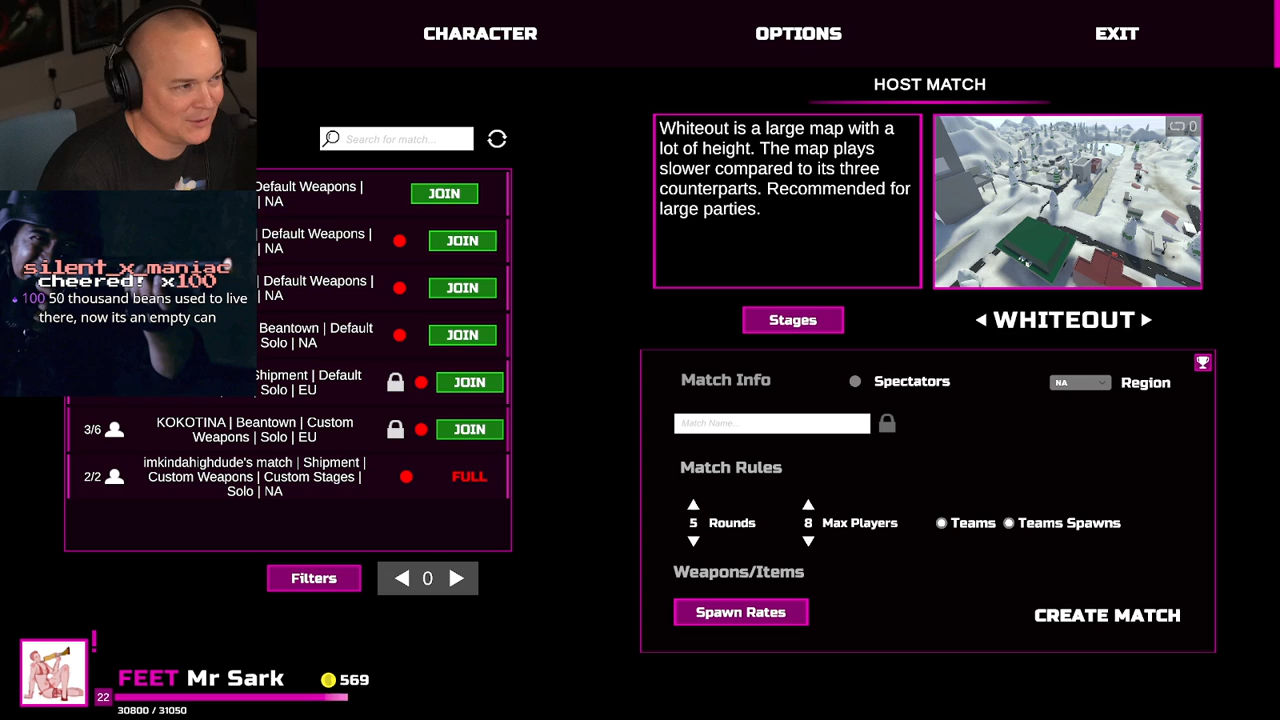 CHARACTER
OPTIONS
EXIT
HOST MATCH
Search for match...
Default Weapons |
NA
JOIN
Default Weapons |
NA
JOIN
Default Weapons |
NA
JOIN
Beantown | Default
Solo | NA
JOIN
Shipment | Default
Solo | EU
JOIN
3/6
KOKOTINA | Beantown | Custom
Weapons | Solo | EU
JOIN
2/2
imkindahighdude's match | Shipment |
Custom Weapons | Custom Stages |
Solo | NA
FULL
Filters
0
silent_x_maniac
cheered! x100
100 50 thousand beans used to live
there, now its an empty can
Whiteout is a large map with a
lot of height. The map plays
slower compared to its three
counterparts. Recommended for
large parties.
0
Stages
WHITEOUT
Match Info
Spectators
NA
Region
Match Name...
Match Rules
5 Rounds
8 Max Players
Teams
Teams Spawns
Weapons/Items
Spawn Rates
CREATE MATCH
!
22
FEET Mr Sark
569
30800 / 31050